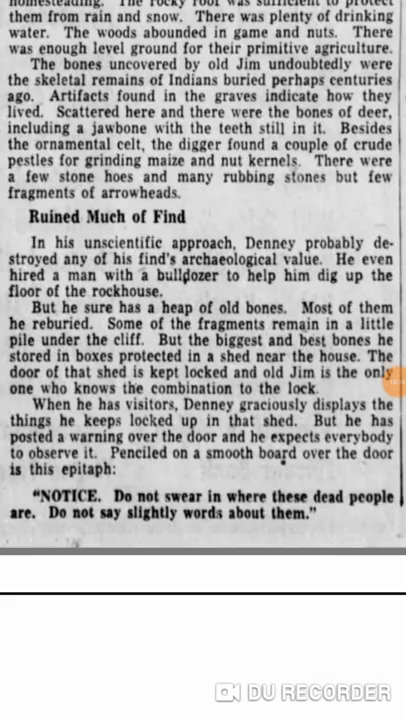 homesteading. The rocky roof was sufficient to protect
them from rain and snow. There was plenty of drinking
water. The woods abounded in game and nuts. There
was enough level ground for their primitive agriculture.
The bones uncovered by old Jim undoubtedly were
the skeletal remains of Indians buried perhaps centuries
ago. Artifacts found in the graves indicate how they
lived. Scattered here and there were the bones of deer,
including a jawbone with the teeth still in it. Besides
the ornamental celt, the digger found a couple of crude
pestles for grinding maize and nut kernels. There were
a few stone hoes and many rubbing stones but few
fragments of arrowheads.
Ruined Much of Find
In his unscientific approach, Denney probably de-
stroyed any of his find's archaeological value. He even
hired a man with a bulldozer to help him dig up the
floor of the rockhouse.
But he sure has a heap of old bones. Most of them
he reburied. Some of the fragments remain in a little
pile under the cliff. But the biggest and best bones he
stored in boxes protected in a shed near the house. The
door of that shed is kept locked and old Jim is the only
one who knows the combination to the lock.
When he has visitors, Denney graciously displays the
things he keeps locked up in that shed. But he has
posted a warning over the door and he expects everybody
to observe it. Penciled on a smooth board over the door
is this epitaph:
"NOTICE. Do not swear in where these dead people
are. Do not say slightly words about them."
DU RECORDER